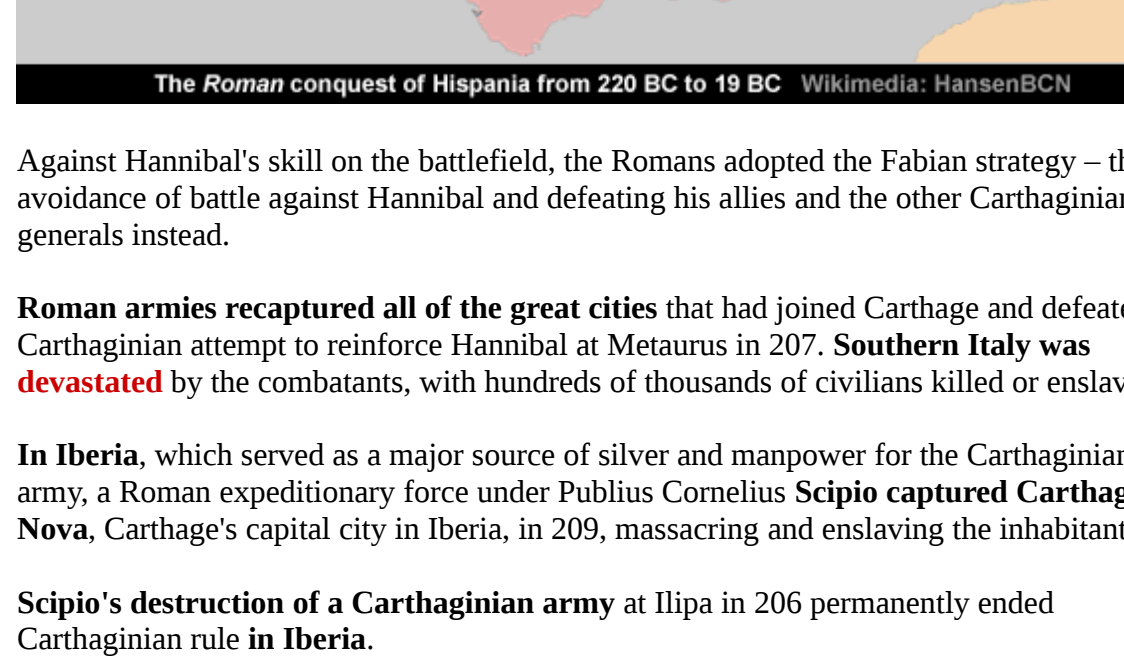 The Roman conquest of Hispania from 220 BC to 19 BC Wikimedia: HansenBCN
Against Hannibal's skill on the battlefield, the Romans adopted the Fabian strategy –
avoidance of battle against Hannibal and defeating his allies and the other
generals instead.
Roman armies recaptured all of the great cities that had joined Carthage and
Carthaginian attempt to reinforce Hannibal at Metaurus in 207. Southern Italy was
devastated by the combatants, with hundreds of thousands of civilians killed or
In Iberia, which served as a major source of silver and manpower for the
army, a Roman expeditionary force under Publius Cornelius Scipio captured
Nova, Carthage's capital city in Iberia, in 209, massacring and enslaving the
Scipio's destruction of a Carthaginian army at Ilipa in 206 permanently ended
Carthaginian rule in Iberia.